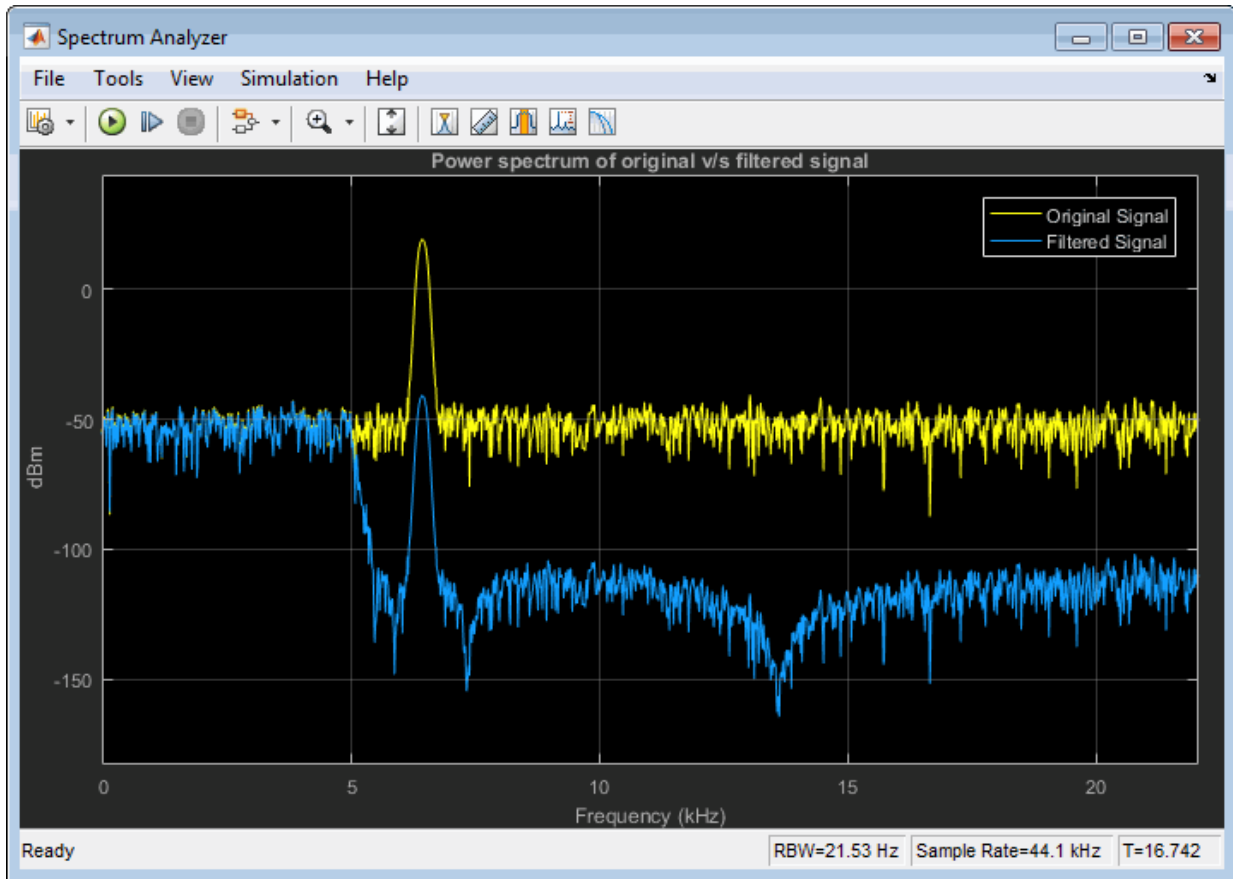 Spectrum Analyzer
File Tools View Simulation Help
Power spectrum of original v/s filtered signal
Original Signal
Filtered Signal
0
-50
-100
-150
dBm
0 5 10 15 20
Frequency (kHz)
Ready RBW=21.53 Hz Sample Rate=44.1 kHz T=16.742